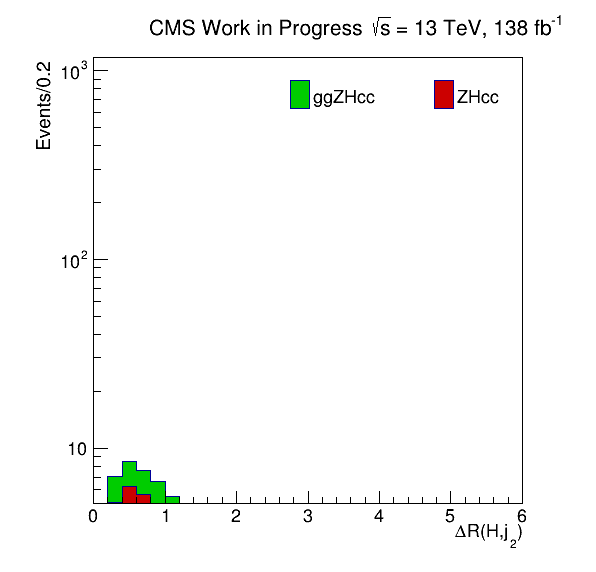 CMS Work in Progress √s = 13 TeV, 138 fb⁻¹
Events/0.2
10³
10²
10
ggZHcc ZHcc
0 1 2 3 4 5 6
ΔR(H,j₂)